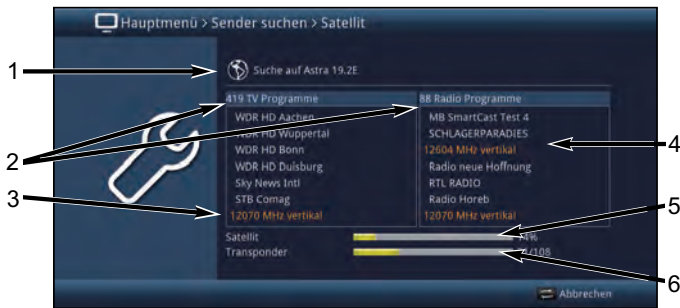 Hauptmenü > Sender suchen > Satellit
1
Suche auf Astra 19.2E
419 TV Programme
88 Radio Programme
WDR HD Aachen
WDR HD Wuppertal
WDR HD Bonn
WDR HD Duisburg
Sky News Intl
STB Comag
12070 MHz vertikal
MB SmartCast Test 4
SCHLAGERPARADIES
12604 MHz vertikal
Radio neue Hoffnung
RTL RADIO
Radio Horeb
12070 MHz vertikal
2
3
4
5
6
Satellit
Transponder
/108
Abbrechen